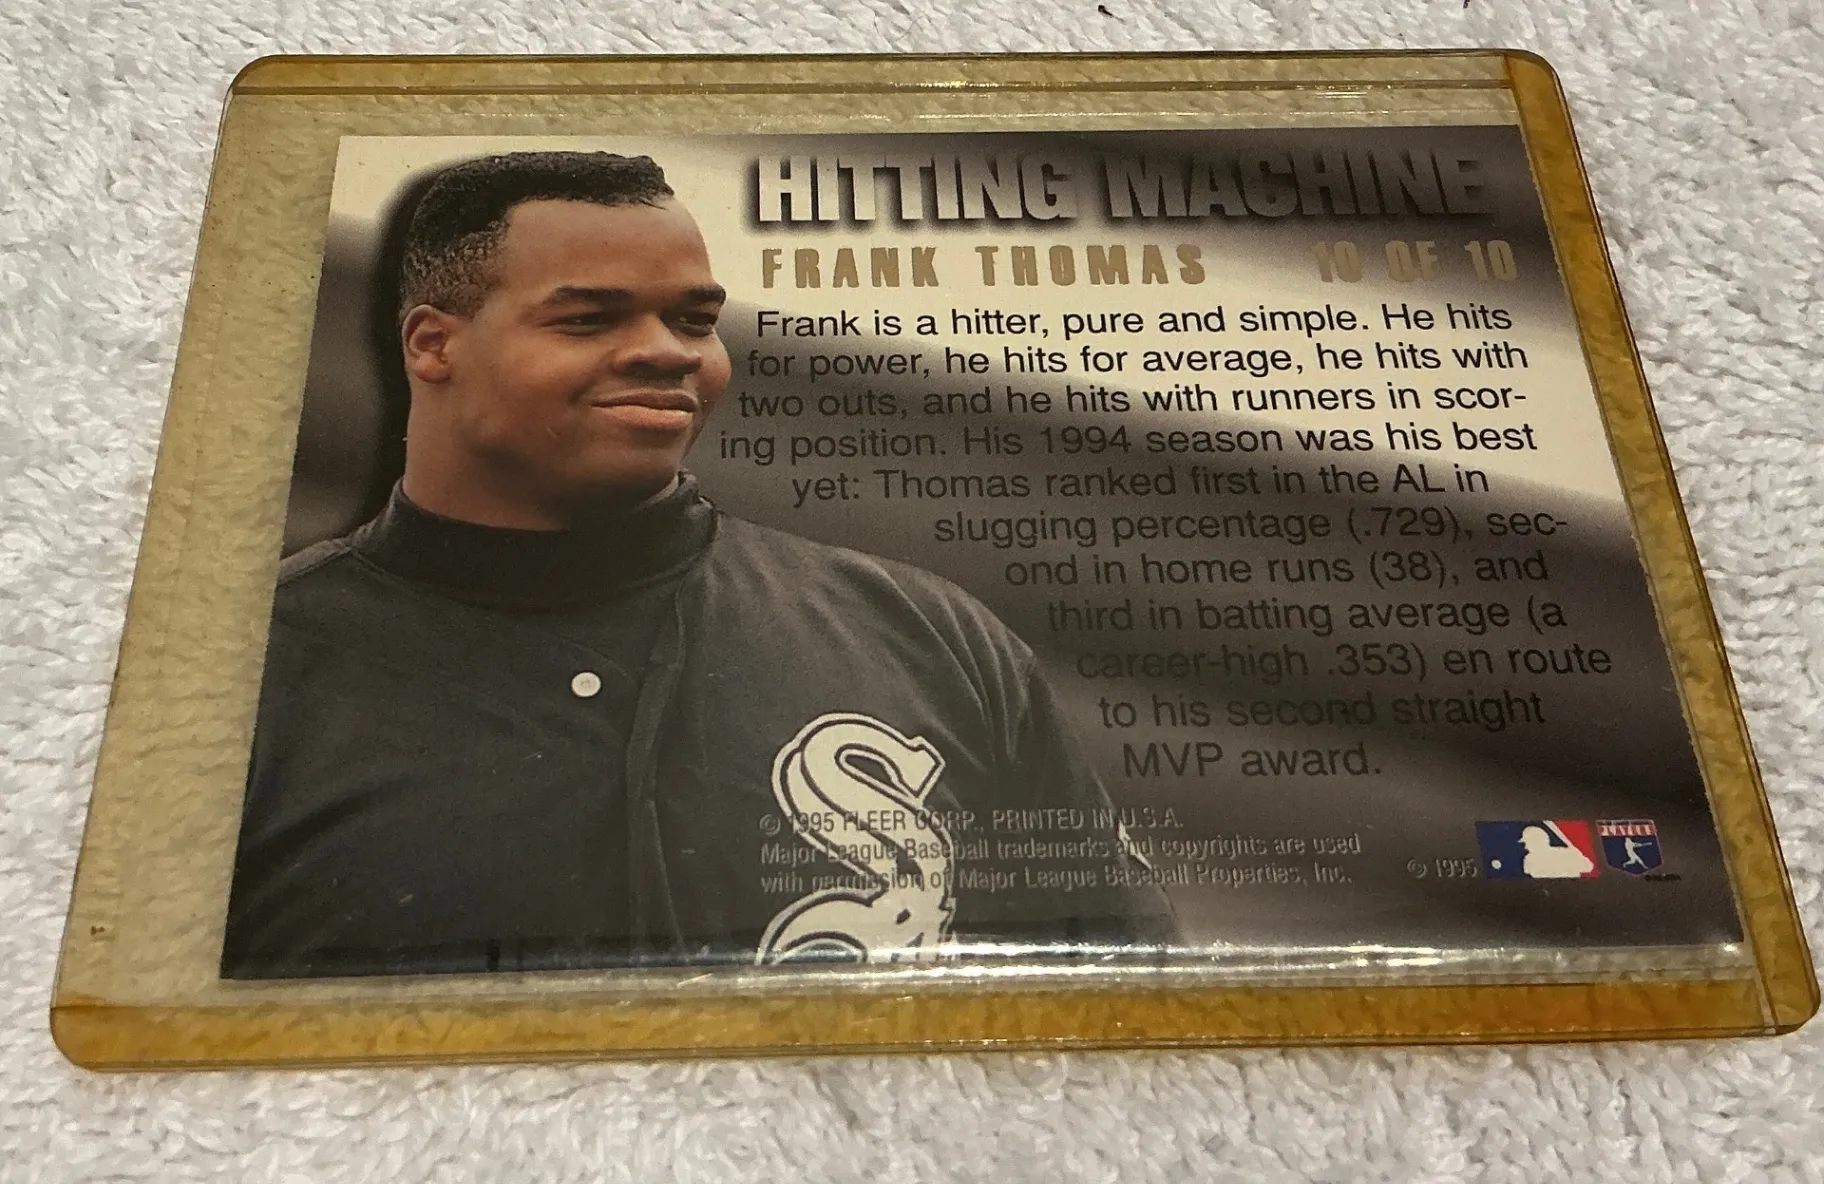 HITTING MACHINE
FRANK THOMAS 10 OF 10
Frank is a hitter, pure and simple. He hits
for power, he hits for average, he hits with
two outs, and he hits with runners in scor-
ing position. His 1994 season was his best
yet: Thomas ranked first in the AL in
slugging percentage (.729), sec-
ond in home runs (38), and
third in batting average (a
career-high .353) en route
to his second straight
MVP award.
© 1995 FLEER CORP., PRINTED IN U.S.A.
Major League Baseball trademarks and copyrights are used
with permission of Major League Baseball Properties, Inc.
© 1995
PLAYERS
Sox